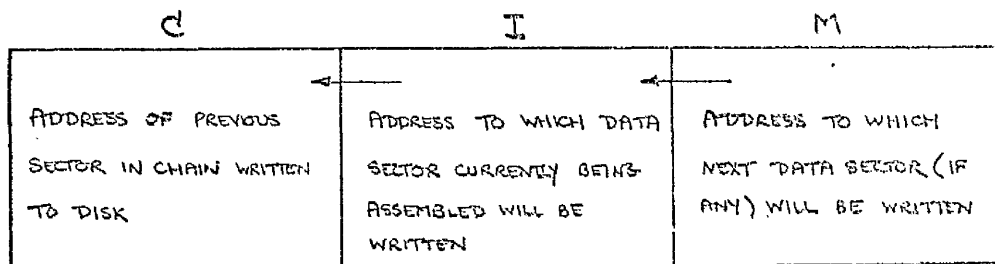 C I M
ADDRESS OF PREVIOUS
SECTOR IN CHAIN WRITTEN
TO DISK
ADDRESS TO WHICH DATA
SECTOR CURRENTLY BEING
ASSEMBLED WILL BE
WRITTEN
ADDRESS TO WHICH
NEXT DATA SECTOR (IF
ANY) WILL BE WRITTEN